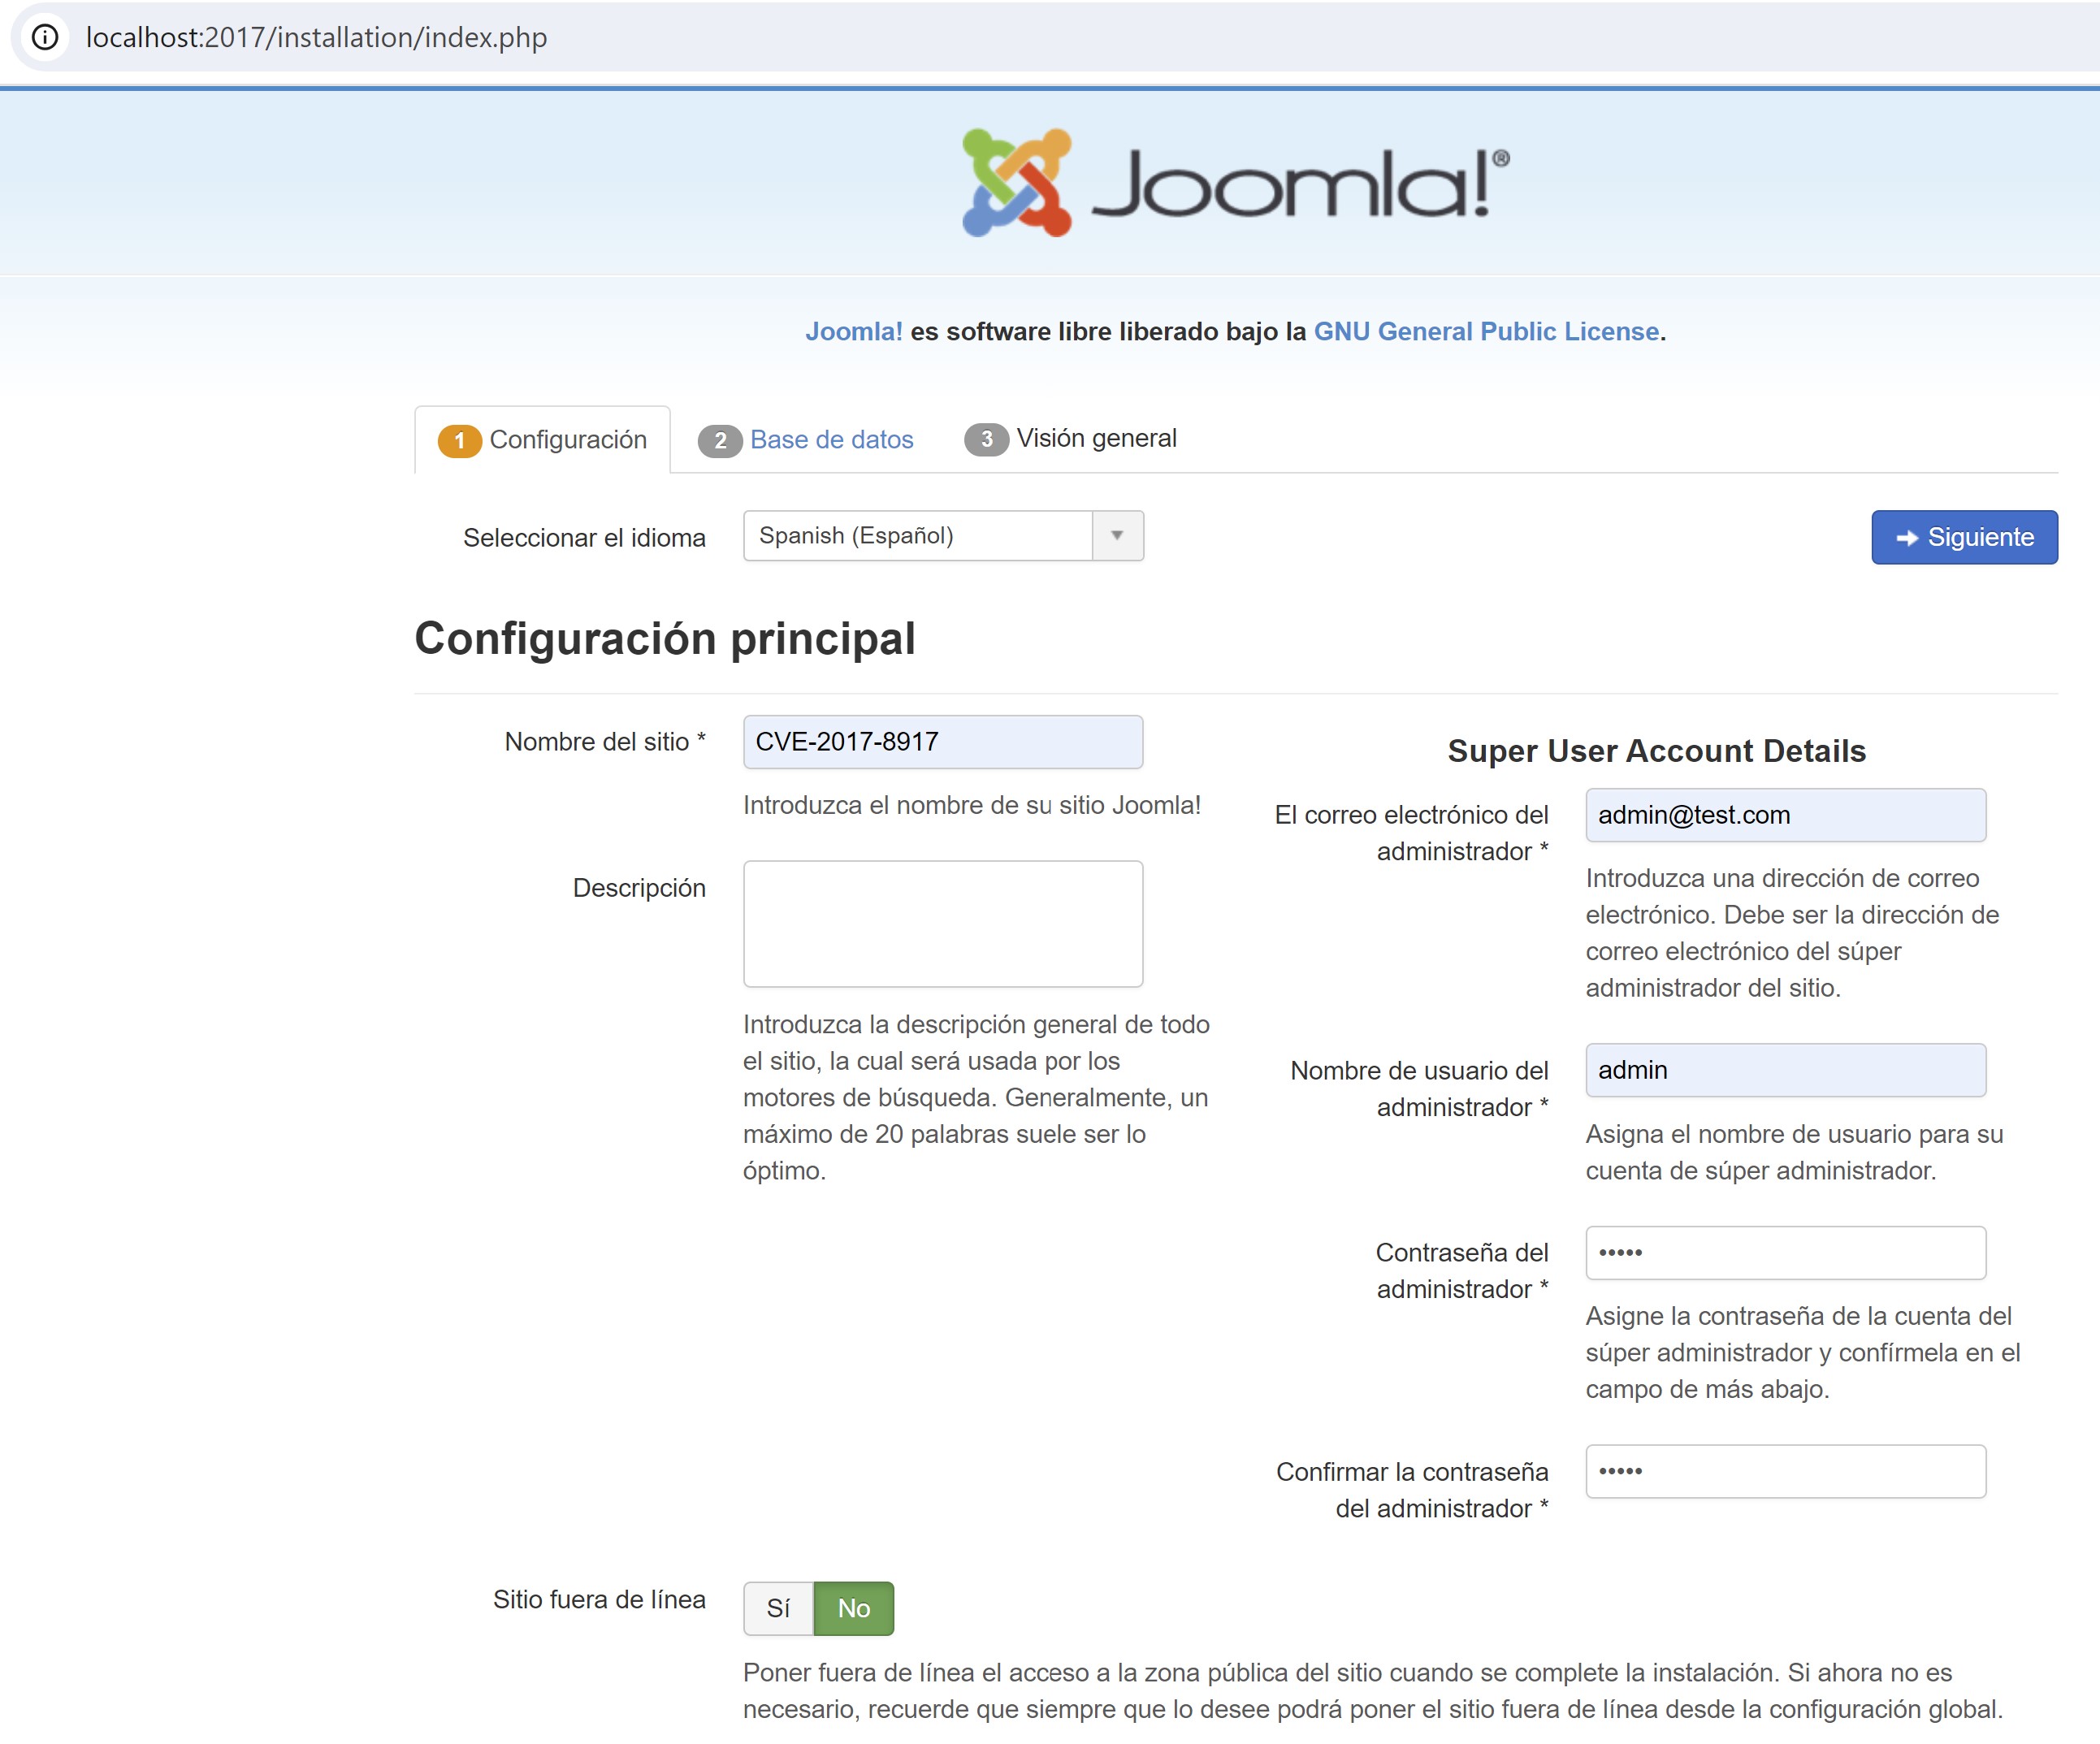 localhost:2017/installation/index.php
Joomla!®
Joomla! es software libre liberado bajo la GNU General Public License.
1 Configuración
2 Base de datos
3 Visión general
Seleccionar el idioma
Spanish (Español)
Siguiente
Configuración principal
Nombre del sitio *
CVE-2017-8917
Introduzca el nombre de su sitio Joomla!
Descripción
Introduzca la descripción general de todo
el sitio, la cual será usada por los
motores de búsqueda. Generalmente, un
máximo de 20 palabras suele ser lo
óptimo.
Super User Account Details
El correo electrónico del
administrador *
admin@test.com
Introduzca una dirección de correo
electrónico. Debe ser la dirección de
correo electrónico del súper
administrador del sitio.
Nombre de usuario del
administrador *
admin
Asigna el nombre de usuario para su
cuenta de súper administrador.
Contraseña del
administrador *
•••••
Asigne la contraseña de la cuenta del
súper administrador y confírmela en el
campo de más abajo.
Confirmar la contraseña
del administrador *
•••••
Sitio fuera de línea
Sí
No
Poner fuera de línea el acceso a la zona pública del sitio cuando se complete la instalación. Si ahora no es
necesario, recuerde que siempre que lo desee podrá poner el sitio fuera de línea desde la configuración global.